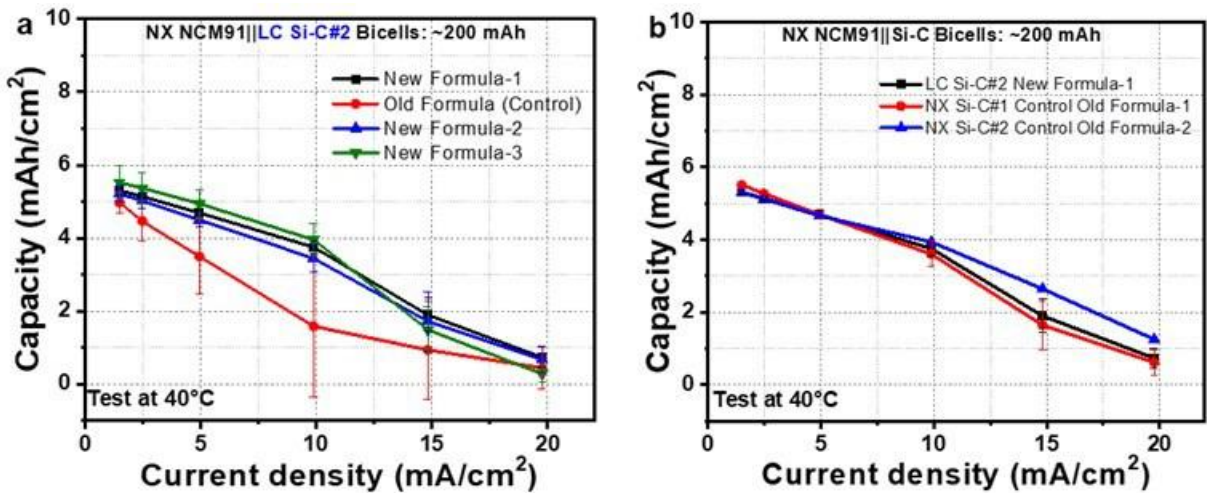 a
NX NCM91||LC Si-C#2 Bicells: ~200 mAh
New Formula-1
Old Formula (Control)
New Formula-2
New Formula-3
Capacity (mAh/cm²)
10
8
6
4
2
0
Test at 40°C
0 5 10 15 20
Current density (mA/cm²)
b
NX NCM91||Si-C Bicells: ~200 mAh
LC Si-C#2 New Formula-1
NX Si-C#1 Control Old Formula-1
NX Si-C#2 Control Old Formula-2
Capacity (mAh/cm²)
10
8
6
4
2
0
Test at 40°C
0 5 10 15 20
Current density (mA/cm²)